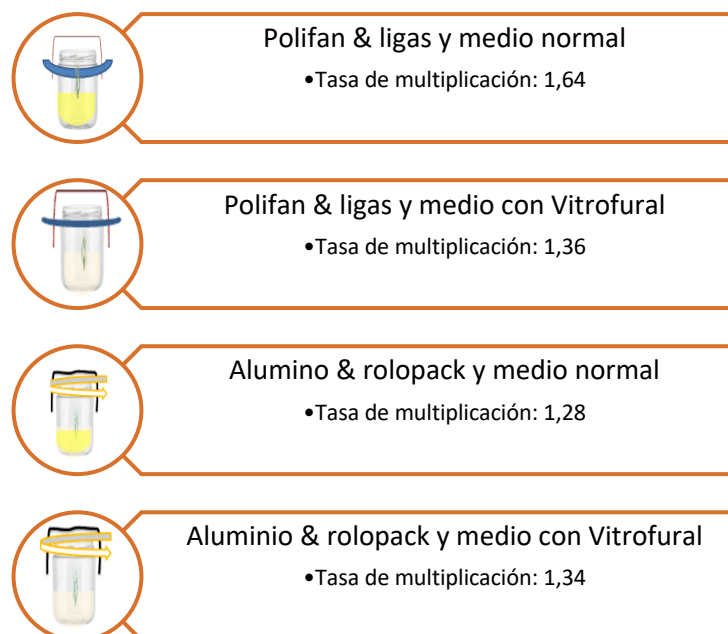 Polifan & ligas y medio normal
•Tasa de multiplicación: 1,64
Polifan & ligas y medio con Vitrofural
•Tasa de multiplicación: 1,36
Alumino & rolopack y medio normal
•Tasa de multiplicación: 1,28
Aluminio & rolopack y medio con Vitrofural
•Tasa de multiplicación: 1,34